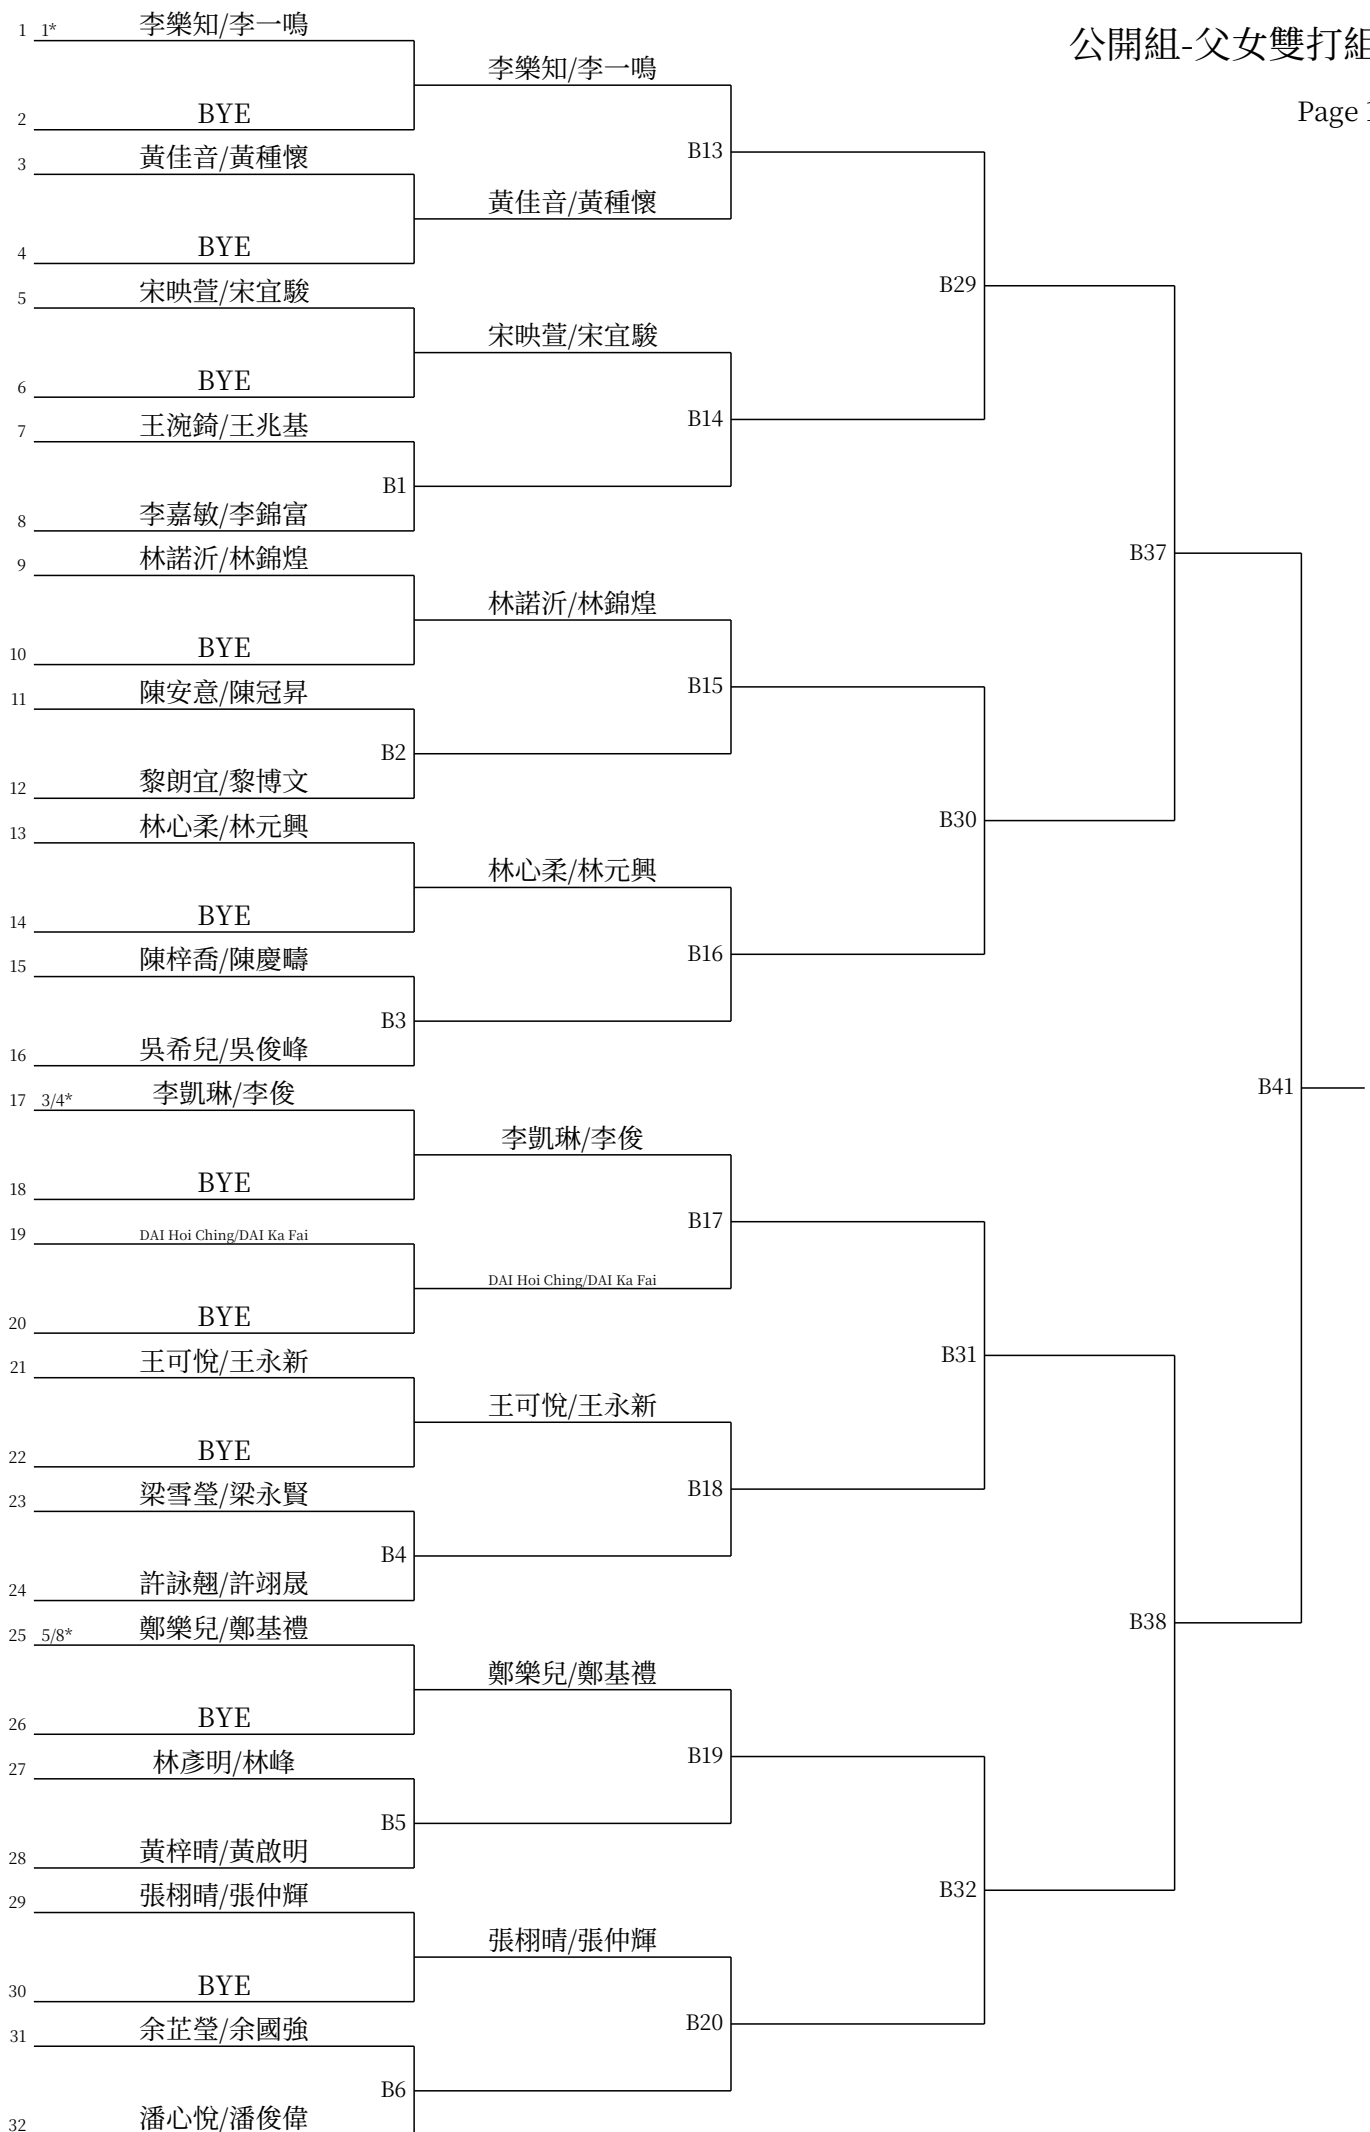 公開組-父女雙打組
Page 1
1 1* 李樂知/李一鳴
李樂知/李一鳴
2 BYE
B13
3 黃佳音/黃種懷
黃佳音/黃種懷
4 BYE
B29
5 宋映萱/宋宜駿
宋映萱/宋宜駿
6 BYE
B14
7 王涴錡/王兆基
B1
8 李嘉敏/李錦富
B37
9 林諾沂/林錦煌
林諾沂/林錦煌
10 BYE
B15
11 陳安意/陳冠昇
B2
12 黎朗宜/黎博文
B30
13 林心柔/林元興
林心柔/林元興
14 BYE
B16
15 陳梓喬/陳慶疇
B3
16 吳希兒/吳俊峰
B41
17 3/4* 李凱琳/李俊
李凱琳/李俊
18 BYE
B17
19 DAI Hoi Ching/DAI Ka Fai
DAI Hoi Ching/DAI Ka Fai
20 BYE
B31
21 王可悅/王永新
王可悅/王永新
22 BYE
B18
23 梁雪瑩/梁永賢
B4
24 許詠翹/許翊晟
B38
25 5/8* 鄭樂兒/鄭基禮
鄭樂兒/鄭基禮
26 BYE
B19
27 林彥明/林峰
B5
28 黃梓晴/黃啟明
B32
29 張栩晴/張仲輝
張栩晴/張仲輝
30 BYE
B20
31 余芷瑩/余國強
B6
32 潘心悅/潘俊偉